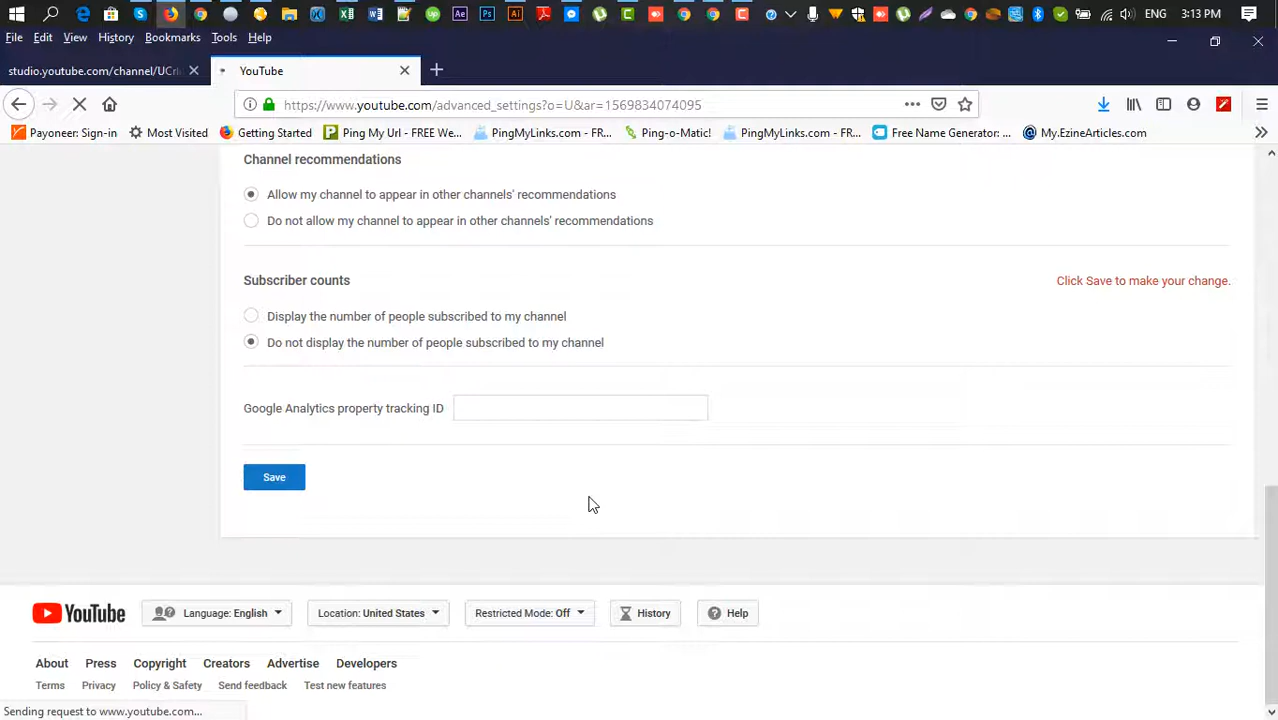 ENG 3:13 PM
File Edit View History Bookmarks Tools Help
studio.youtube.com/channel/UCrl
YouTube
https://www.youtube.com/advanced_settings?o=U&ar=1569834074095
Payoneer: Sign-in Most Visited Getting Started Ping My Url - FREE We... PingMyLinks.com - FR... Ping-o-Matic! PingMyLinks.com - FR... Free Name Generator: ... My.EzineArticles.com
Channel recommendations
Allow my channel to appear in other channels' recommendations
Do not allow my channel to appear in other channels' recommendations
Subscriber counts
Click Save to make your change.
Display the number of people subscribed to my channel
Do not display the number of people subscribed to my channel
Google Analytics property tracking ID
Save
YouTube Language: English Location: United States Restricted Mode: Off History Help
About Press Copyright Creators Advertise Developers
Terms Privacy Policy & Safety Send feedback Test new features
Sending request to www.youtube.com...